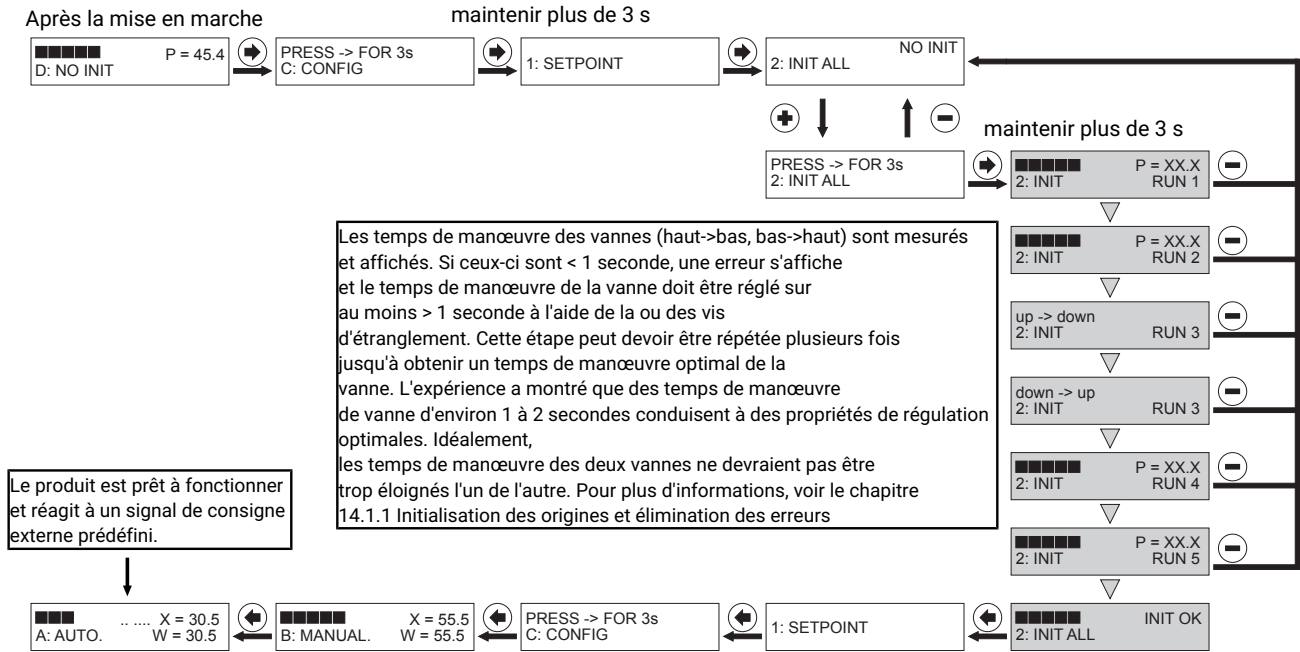 Après la mise en marche
maintenir plus de 3 s
P = 45.4
D: NO INIT
PRESS -> FOR 3s
C: CONFIG
1: SETPOINT
NO INIT
2: INIT ALL
maintenir plus de 3 s
PRESS -> FOR 3s
2: INIT ALL
P = XX.X
2: INIT RUN 1
P = XX.X
2: INIT RUN 2
up -> down
2: INIT RUN 3
down -> up
2: INIT RUN 3
P = XX.X
2: INIT RUN 4
P = XX.X
2: INIT RUN 5
Les temps de manœuvre des vannes (haut->bas, bas->haut) sont mesurés
et affichés. Si ceux-ci sont < 1 seconde, une erreur s'affiche
et le temps de manœuvre de la vanne doit être réglé sur
au moins > 1 seconde à l'aide de la ou des vis
d'étranglement. Cette étape peut devoir être répétée plusieurs fois
jusqu'à obtenir un temps de manœuvre optimal de la
vanne. L'expérience a montré que des temps de manœuvre
de vanne d'environ 1 à 2 secondes conduisent à des propriétés de régulation
optimales. Idéalement,
les temps de manœuvre des deux vannes ne devraient pas être
trop éloignés l'un de l'autre. Pour plus d'informations, voir le chapitre
14.1.1 Initialisation des origines et élimination des erreurs
Le produit est prêt à fonctionner
et réagit à un signal de consigne
externe prédéfini.
.. .... X = 30.5
A: AUTO. W = 30.5
X = 55.5
B: MANUAL. W = 55.5
PRESS -> FOR 3s
C: CONFIG
1: SETPOINT
INIT OK
2: INIT ALL